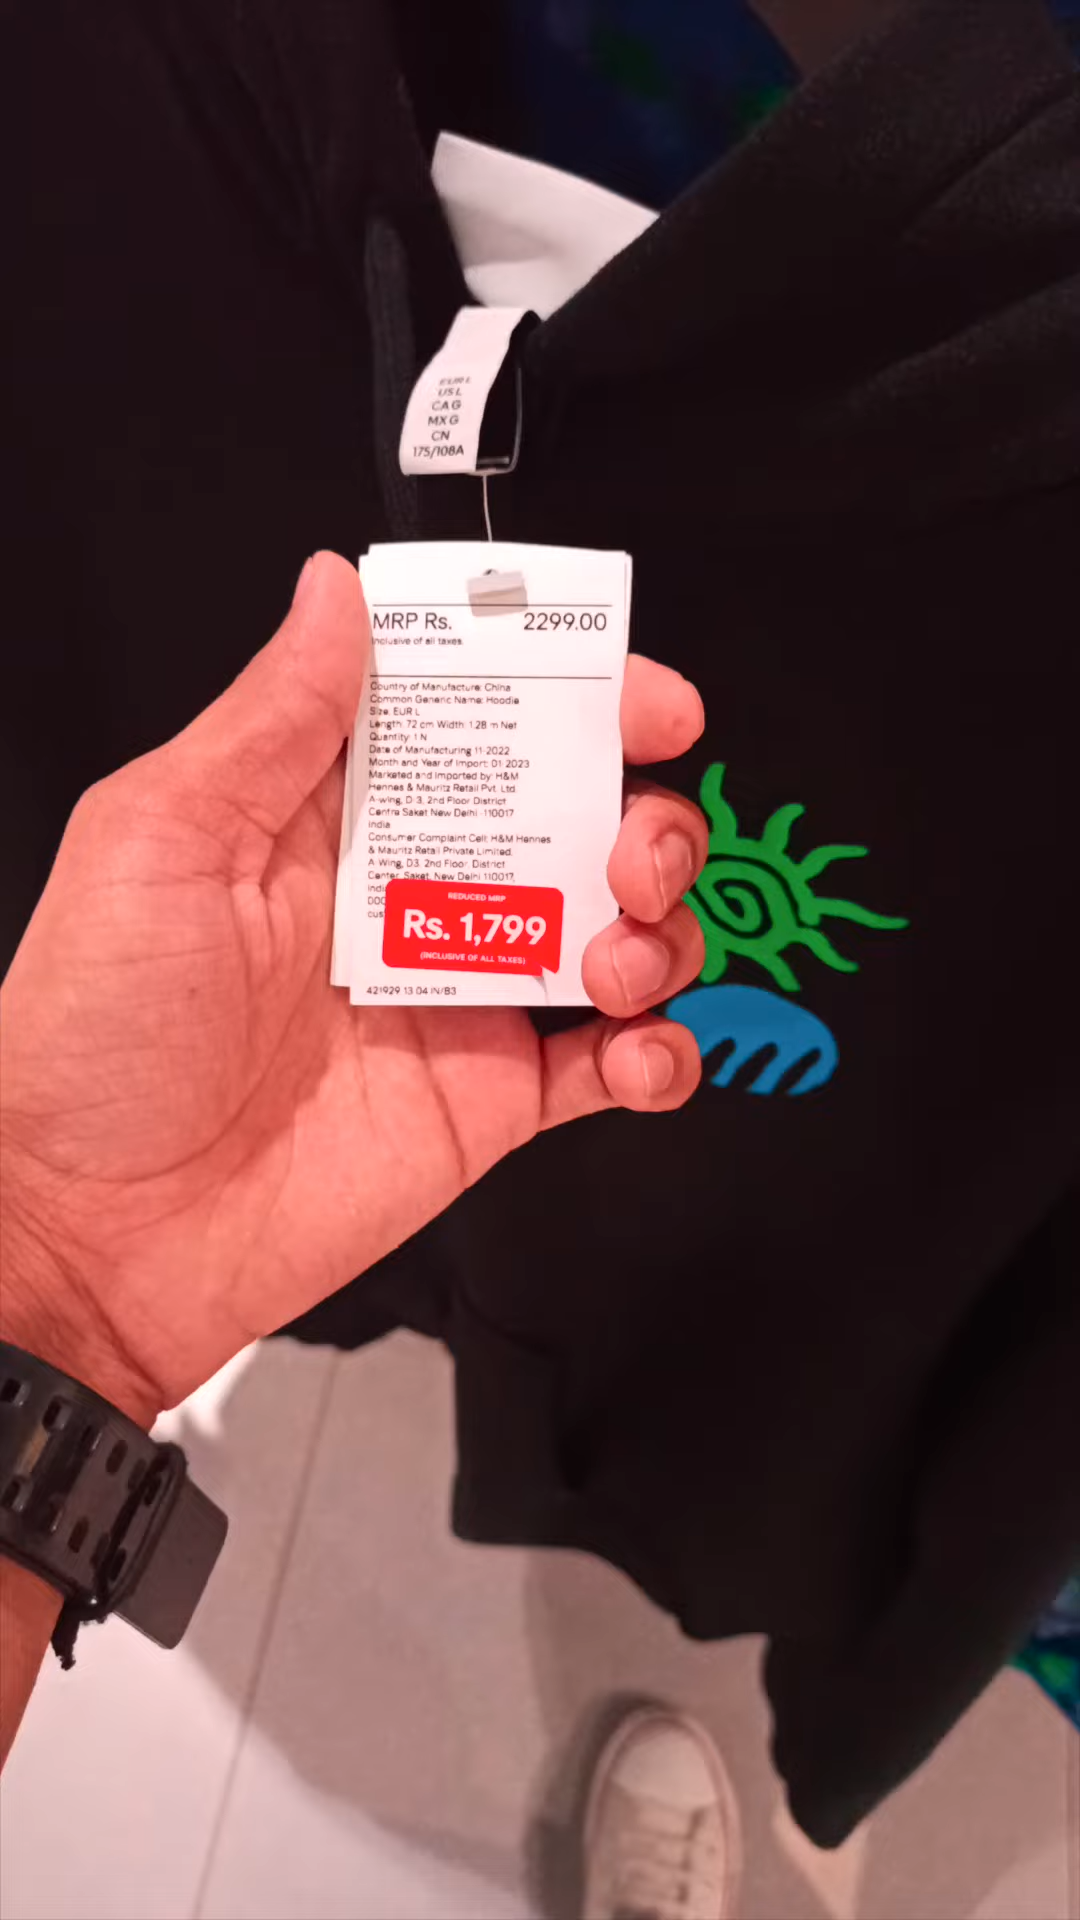 EUR L
US L
CA G
MX G
CN
175/108A
MRP Rs. 2299.00
Inclusive of all taxes
Country of Manufacture: China
Common Generic Name: Hoodie
Size: EUR L
Length: 72 cm Width: 1.28 m Net
Quantity: 1 N
Date of Manufacturing 11-2022
Month and Year of Import: 01-2023
Marketed and Imported by: H&M
Hennes & Mauritz Retail Pvt. Ltd.
A-wing, D-3, 2nd Floor District
Centre Saket New Delhi -110017
India
Consumer Complaint Cell: H&M Hennes
& Mauritz Retail Private Limited.
A Wing, D3, 2nd Floor District
Center, Saket, New Delhi 110017,
REDUCED MRP
Rs. 1,799
(INCLUSIVE OF ALL TAXES)
421929 13 04 IN/B3